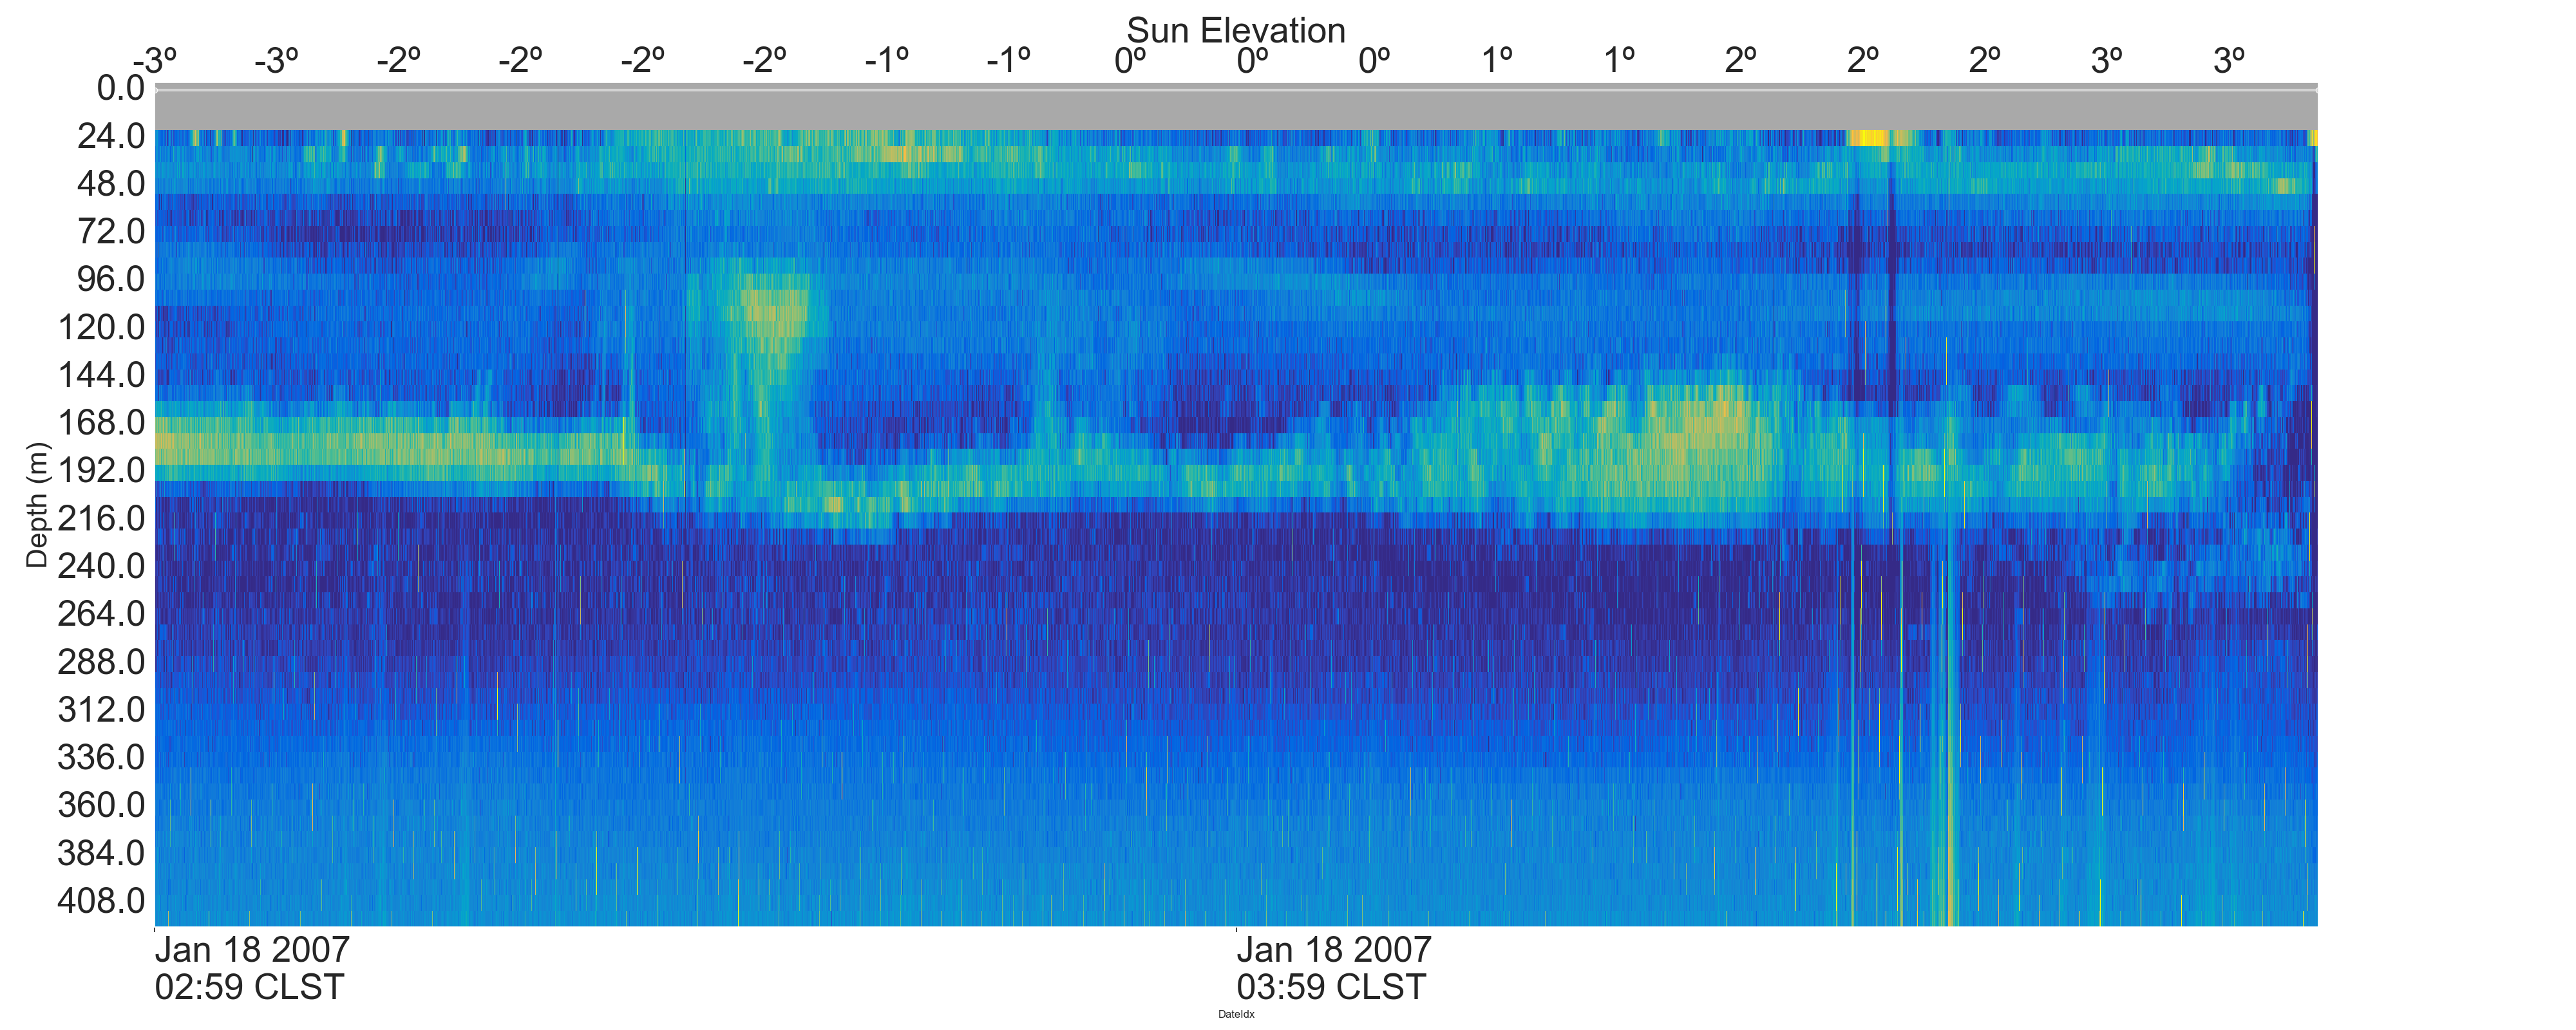 Sun Elevation
-3º -3º -2º -2º -2º -2º -1º -1º 0º 0º 0º 1º 1º 2º 2º 2º 3º 3º
0.0
24.0
48.0
72.0
96.0
120.0
144.0
168.0
192.0
216.0
240.0
264.0
288.0
312.0
336.0
360.0
384.0
408.0
Depth (m)
Jan 18 2007
02:59 CLST
Jan 18 2007
03:59 CLST
DateIdx